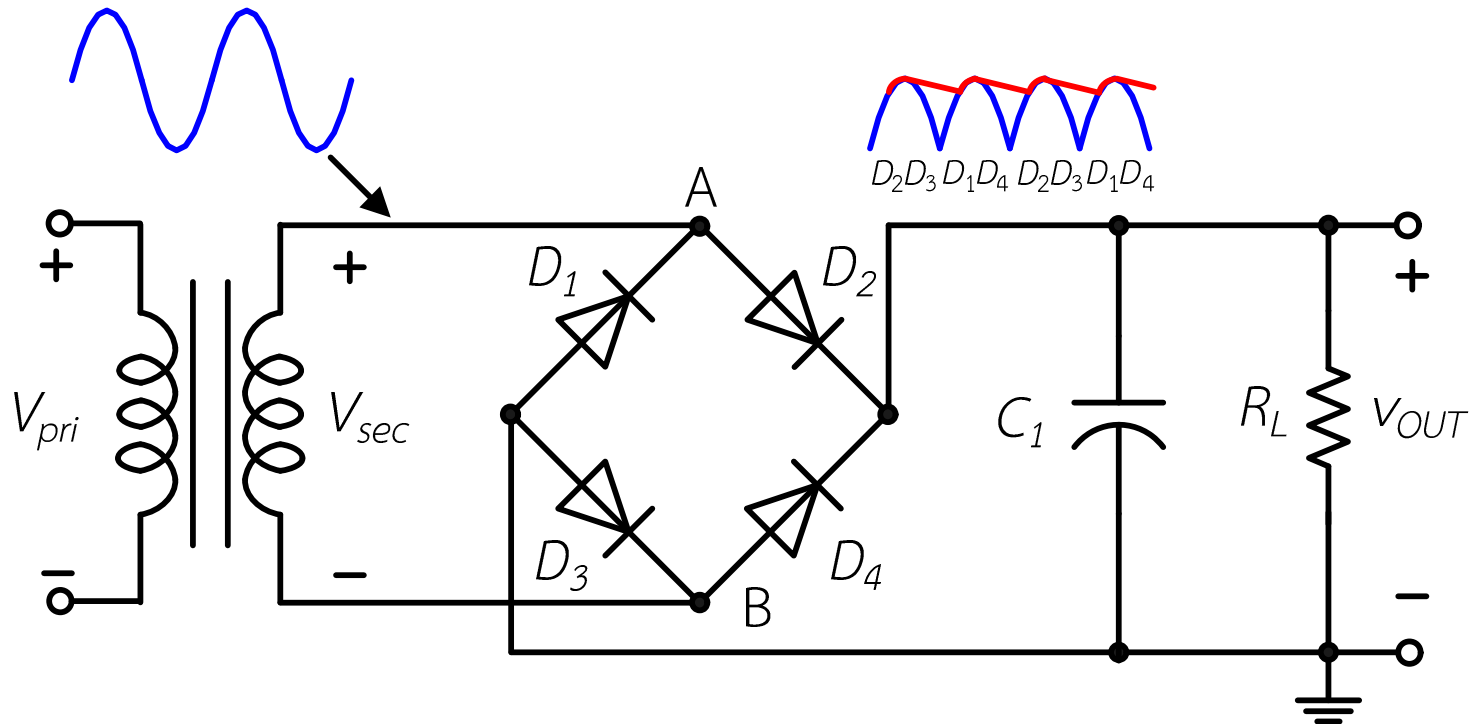 D2D3 D1D4 D2D3 D1D4
A
+
+
D1
D2
+
Vpri
Vsec
C1
RL
vOUT
D3
D4
−
−
B
−